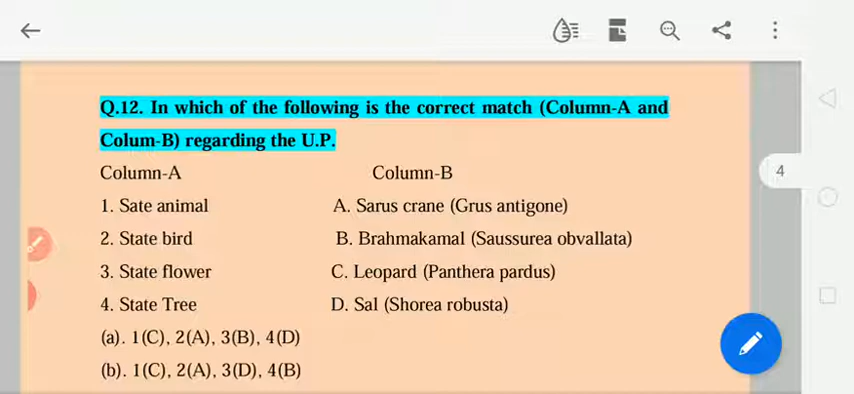 Q.12. In which of the following is the correct match (Column-A and
Colum-B) regarding the U.P.
Column-A Column-B
1. Sate animal A. Sarus crane (Grus antigone)
2. State bird B. Brahmakamal (Saussurea obvallata)
3. State flower C. Leopard (Panthera pardus)
4. State Tree D. Sal (Shorea robusta)
(a). 1(C), 2(A), 3(B), 4(D)
(b). 1(C), 2(A), 3(D), 4(B)
4